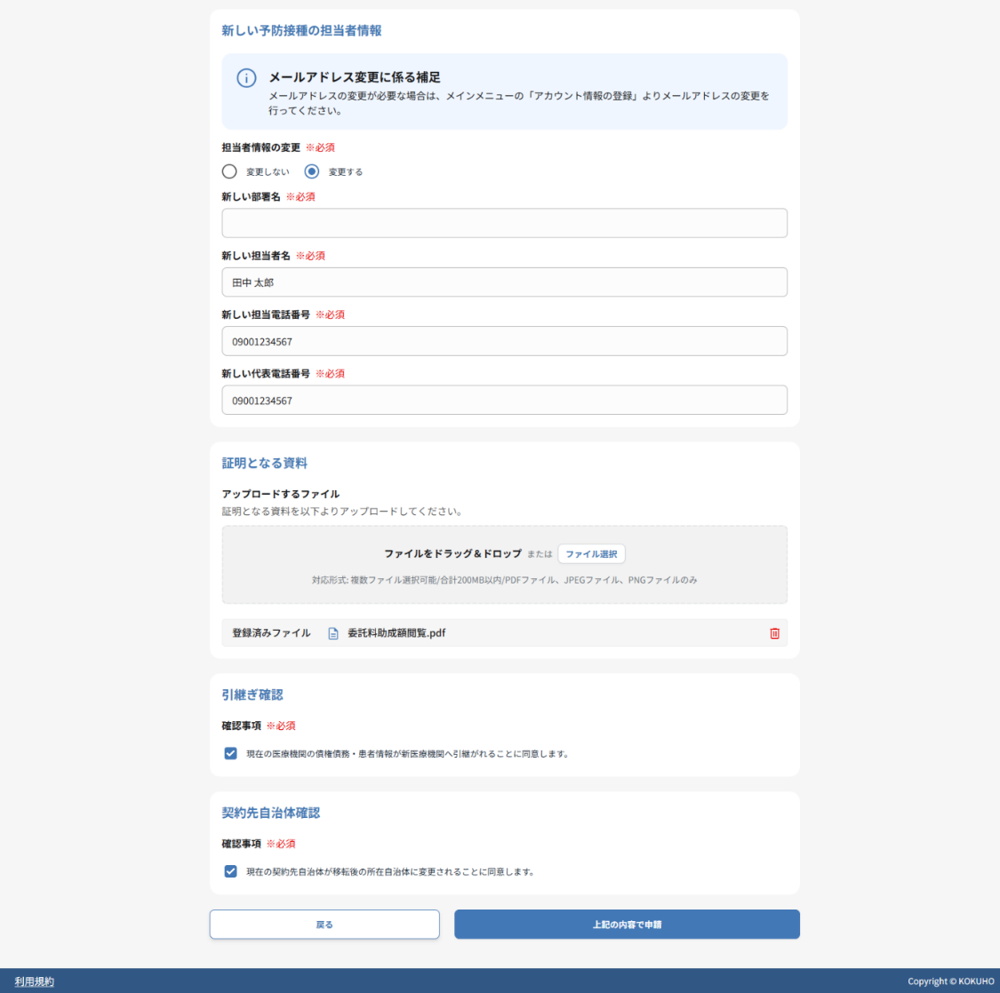 新しい予防接種の担当者情報
メールアドレス変更に係る補足
メールアドレスの変更が必要な場合は、メインメニューの「アカウント情報の登録」よりメールアドレスの変更を
行ってください。
担当者情報の変更 ※必須
変更しない 変更する
新しい部署名 ※必須
新しい担当者名 ※必須
田中 太郎
新しい担当電話番号 ※必須
09001234567
新しい代表電話番号 ※必須
09001234567
証明となる資料
アップロードするファイル
証明となる資料を以下よりアップロードしてください。
ファイルをドラッグ＆ドロップ または ファイル選択
対応形式: 複数ファイル選択可能/合計200MB以内/PDFファイル、JPEGファイル、PNGファイルのみ
登録済みファイル 委託料助成額閲覧.pdf
引継ぎ確認
確認事項 ※必須
現在の医療機関の債権債務・患者情報が新医療機関へ引継がれることに同意します。
契約先自治体確認
確認事項 ※必須
現在の契約先自治体が移転後の所在自治体に変更されることに同意します。
戻る 上記の内容で申請
利用規約 Copyright © KOKUHO